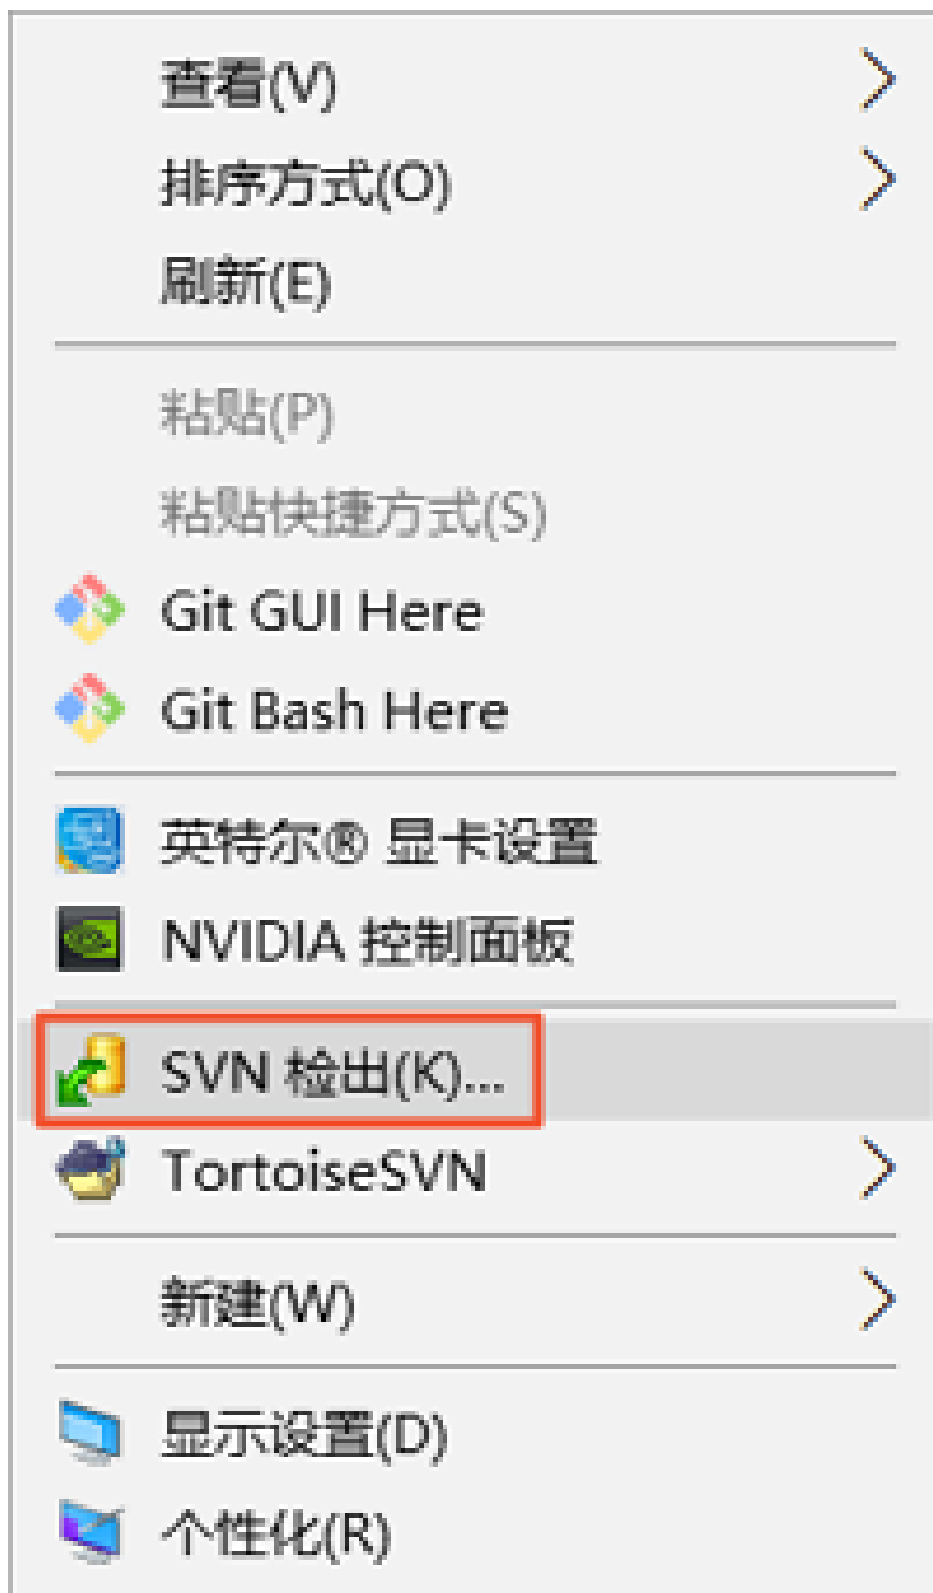 查看(V)
排序方式(O)
刷新(E)
粘贴(P)
粘贴快捷方式(S)
Git GUI Here
Git Bash Here
英特尔® 显卡设置
NVIDIA 控制面板
SVN 检出(K)...
TortoiseSVN
新建(W)
显示设置(D)
个性化(R)